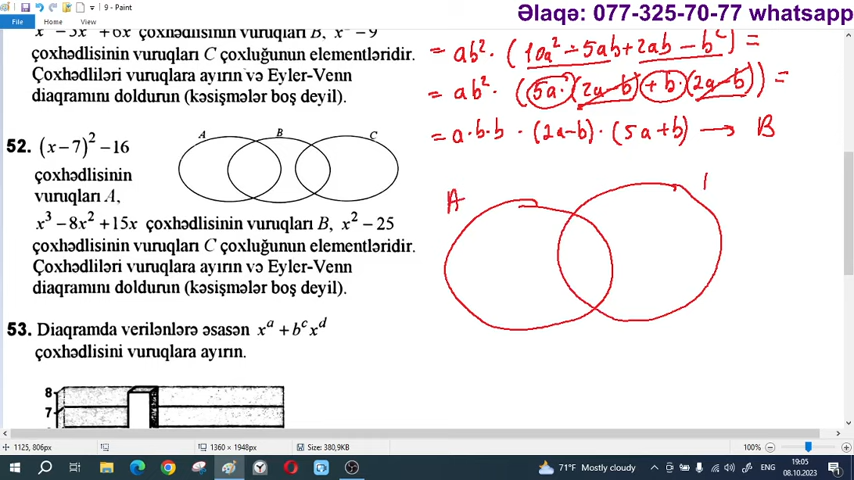 9 - Paint
Əlaqə: 077-325-70-77 whatsapp
File Home View
çoxhədlisinin vuruqları B, x² − 9
çoxhədlisinin vuruqları C çoxluğunun elementləridir.
Çoxhədliləri vuruqlara ayırın və Eyler-Venn
diaqramını doldurun (kəsişmələr boş deyil).
52. (x−7)² −16
çoxhədlisinin
vuruqları A,
A B C
x³ −8x² +15x çoxhədlisinin vuruqları B, x² −25
çoxhədlisinin vuruqları C çoxluğunun elementləridir.
Çoxhədliləri vuruqlara ayırın və Eyler-Venn
diaqramını doldurun (kəsişmələr boş deyil).
53. Diaqramda verilənlərə əsasən xᵃ + bᶜxᵈ
çoxhədlisini vuruqlara ayırın.
8
7
= ab² · (10a² − 5ab + 2ab − b²) =
= ab² · (5a · (2a−b) + b · (2a−b)) =
= a·b·b · (2a−b) · (5a+b) → B
A
1125, 806px
1360 × 1948px
Size: 380,9KB
100%
71°F Mostly cloudy
ENG
19:05
08.10.2023